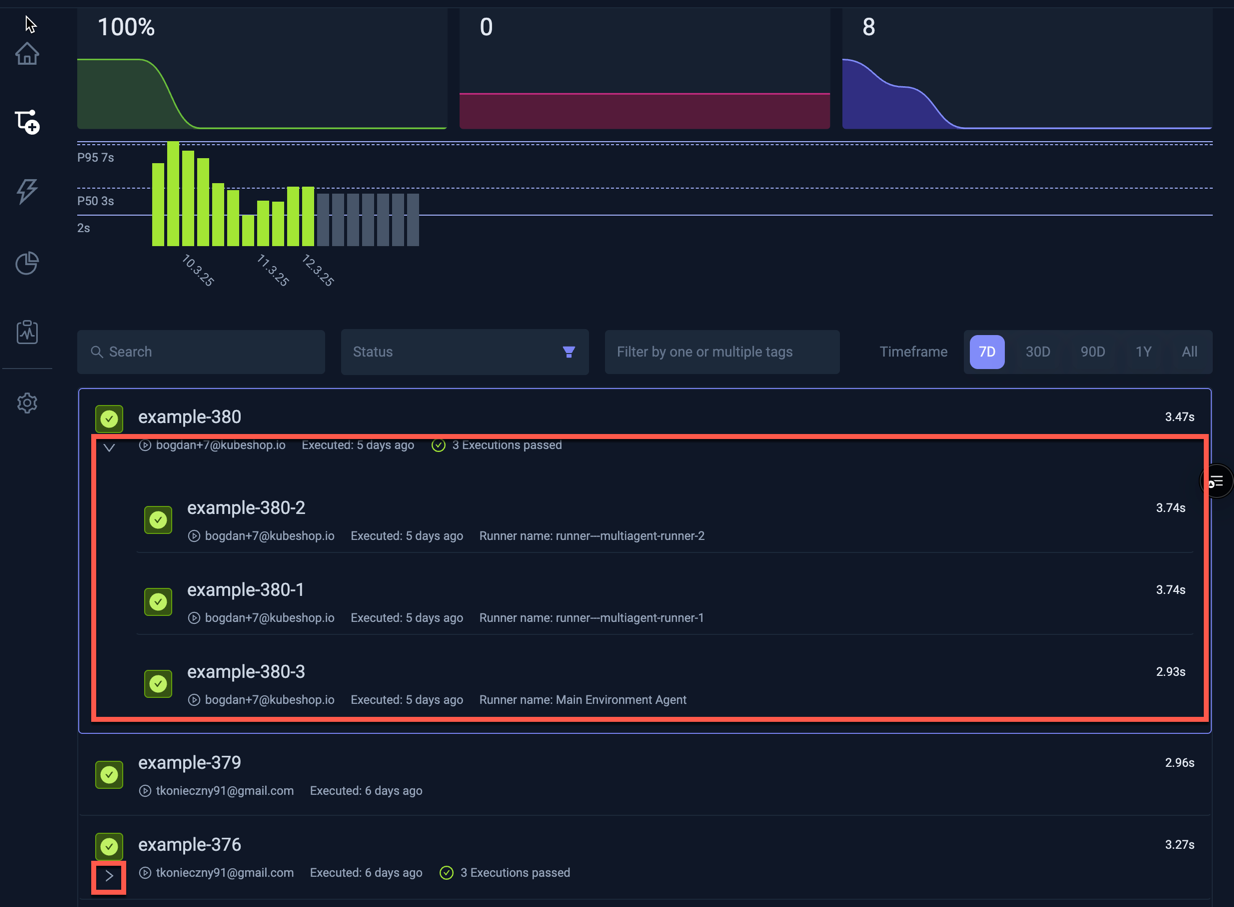 100%
0
8
P95 7s
P50 3s
2s
10.3.25
11.3.25
12.3.25
Search
Status
Filter by one or multiple tags
Timeframe
7D
30D
90D
1Y
All
example-380
3.47s
bogdan+7@kubeshop.io Executed: 5 days ago 3 Executions passed
example-380-2
3.74s
bogdan+7@kubeshop.io Executed: 5 days ago Runner name: runner—multiagent-runner-2
example-380-1
3.74s
bogdan+7@kubeshop.io Executed: 5 days ago Runner name: runner—multiagent-runner-1
example-380-3
2.93s
bogdan+7@kubeshop.io Executed: 5 days ago Runner name: Main Environment Agent
example-379
2.96s
tkonieczny91@gmail.com Executed: 6 days ago
example-376
3.27s
tkonieczny91@gmail.com Executed: 6 days ago 3 Executions passed